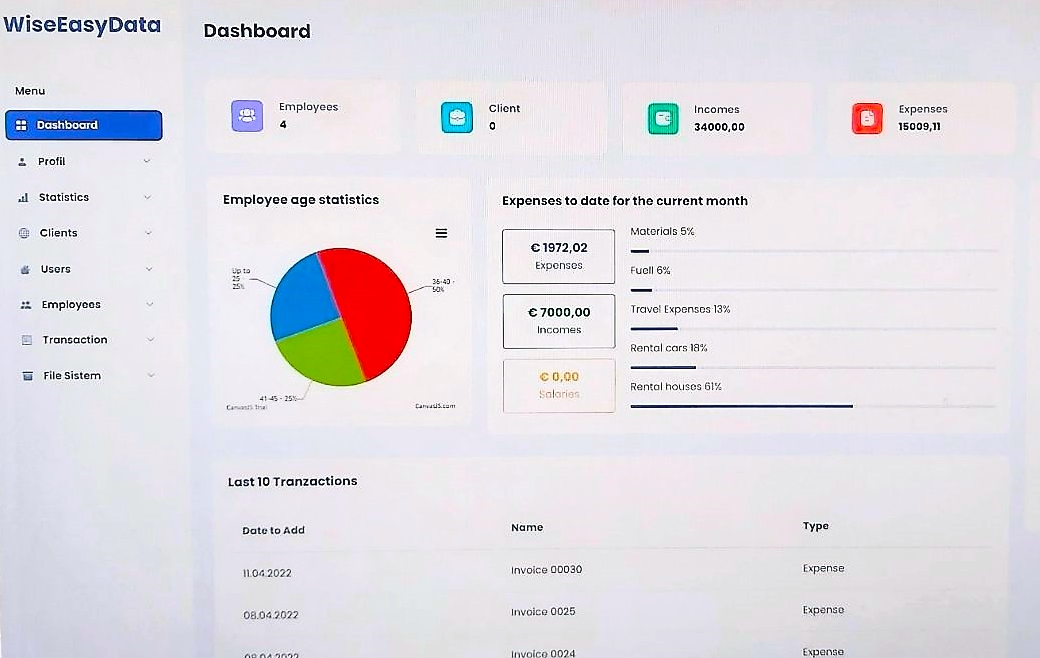 WiseEasyData
Dashboard
Menu
Dashboard
Profil
Statistics
Clients
Users
Employees
Transaction
File Sistem
Employees
4
Client
0
Incomes
34000,00
Expenses
15009,11
Employee age statistics
Up to
25 -
25%
36-40 -
50%
41-45 - 25%
CanvasJS Trial
CanvasJS.com
Expenses to date for the current month
€ 1972,02
Expenses
€ 7000,00
Incomes
€ 0,00
Salaries
Materials 5%
Fuell 6%
Travel Expenses 13%
Rental cars 18%
Rental houses 61%
Last 10 Tranzactions
Date to Add Name Type
11.04.2022 Invoice 00030 Expense
08.04.2022 Invoice 0025 Expense
08.04.2022 Invoice 0024 Expense